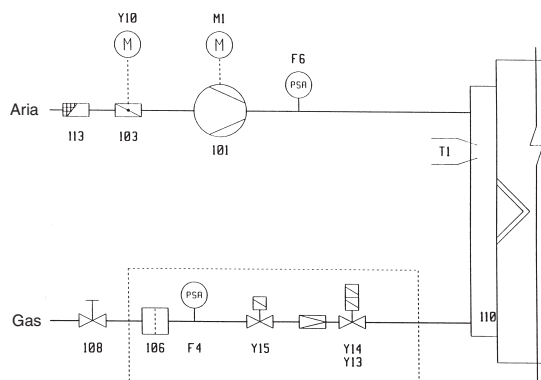 Y10 M1
M M F6
PSA
Aria
113 103 101 T1
PSA
Gas 110
108 106 F4 Y15 Y14
Y13